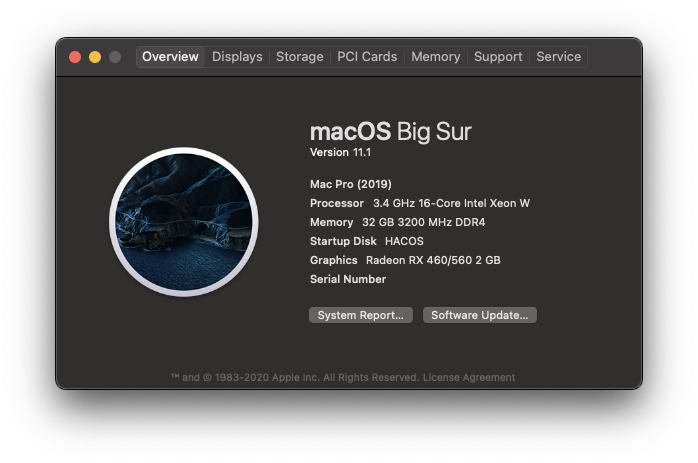 Overview Displays Storage PCI Cards Memory Support Service
macOS Big Sur
Version 11.1
Mac Pro (2019)
Processor 3.4 GHz 16-Core Intel Xeon W
Memory 32 GB 3200 MHz DDR4
Startup Disk HACOS
Graphics Radeon RX 460/560 2 GB
Serial Number
System Report... Software Update...
™ and © 1983-2020 Apple Inc. All Rights Reserved. License Agreement